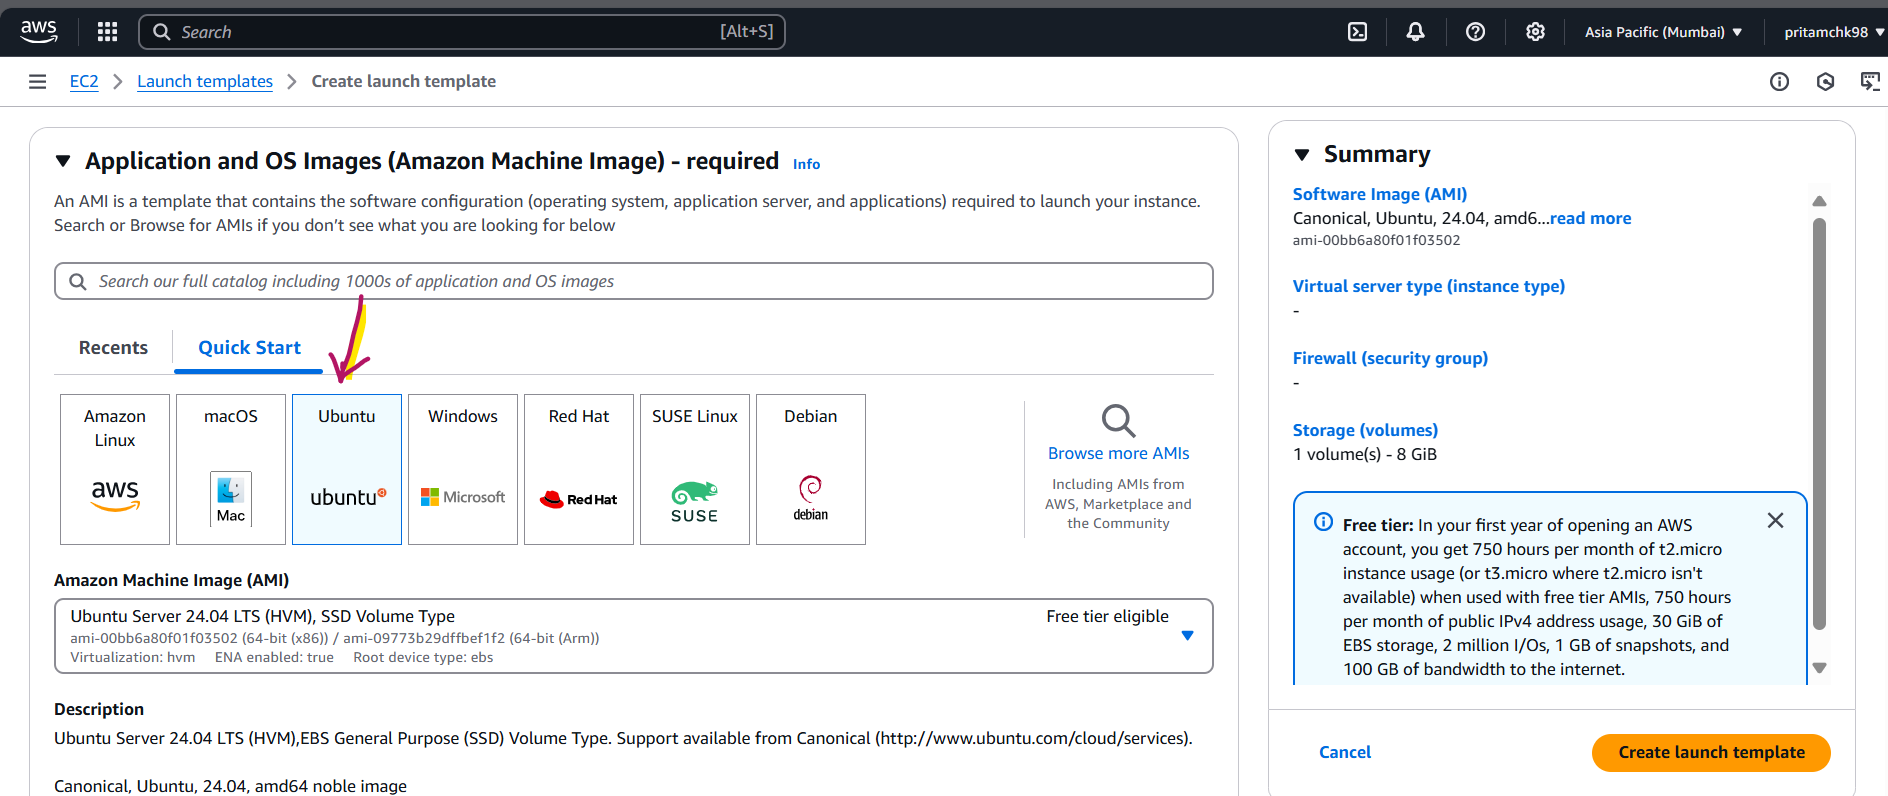 aws
Search [Alt+S]
Asia Pacific (Mumbai)
pritamchk98
EC2
Launch templates
Create launch template
Application and OS Images (Amazon Machine Image) - required Info
An AMI is a template that contains the software configuration (operating system, application server, and applications) required to launch your instance.
Search or Browse for AMIs if you don't see what you are looking for below
Search our full catalog including 1000s of application and OS images
Recents
Quick Start
Amazon
Linux
aws
macOS
Mac
Ubuntu
ubuntu
Windows
Microsoft
Red Hat
Red Hat
SUSE Linux
SUSE
Debian
debian
Browse more AMIs
Including AMIs from
AWS, Marketplace and
the Community
Amazon Machine Image (AMI)
Ubuntu Server 24.04 LTS (HVM), SSD Volume Type
Free tier eligible
ami-00bb6a80f01f03502 (64-bit (x86)) / ami-09773b29dffbef1f2 (64-bit (Arm))
Virtualization: hvm ENA enabled: true Root device type: ebs
Description
Ubuntu Server 24.04 LTS (HVM),EBS General Purpose (SSD) Volume Type. Support available from Canonical (http://www.ubuntu.com/cloud/services).
Canonical, Ubuntu, 24.04, amd64 noble image
Summary
Software Image (AMI)
Canonical, Ubuntu, 24.04, amd6...read more
ami-00bb6a80f01f03502
Virtual server type (instance type)
-
Firewall (security group)
-
Storage (volumes)
1 volume(s) - 8 GiB
Free tier: In your first year of opening an AWS
account, you get 750 hours per month of t2.micro
instance usage (or t3.micro where t2.micro isn't
available) when used with free tier AMIs, 750 hours
per month of public IPv4 address usage, 30 GiB of
EBS storage, 2 million I/Os, 1 GB of snapshots, and
100 GB of bandwidth to the internet.
Cancel
Create launch template